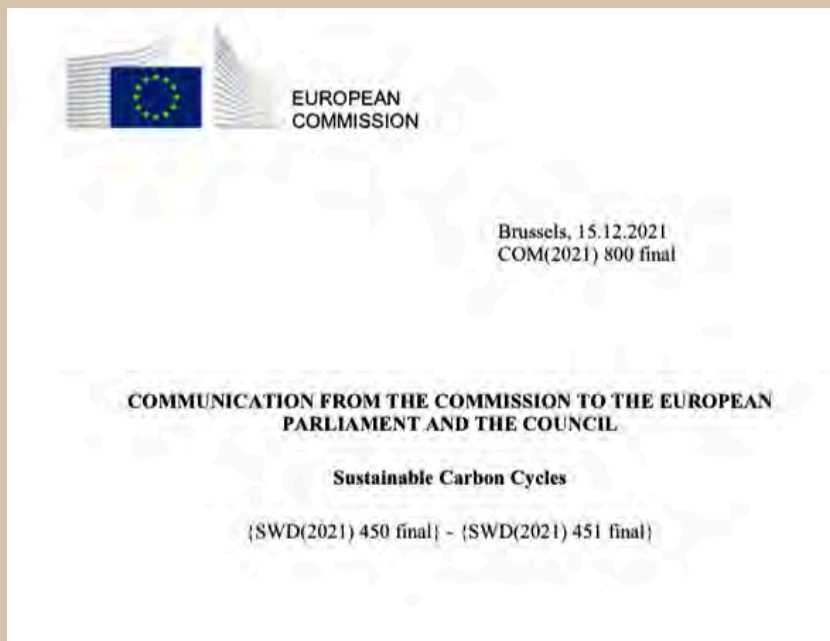 EUROPEAN
COMMISSION
Brussels, 15.12.2021
COM(2021) 800 final
COMMUNICATION FROM THE COMMISSION TO THE EUROPEAN
PARLIAMENT AND THE COUNCIL
Sustainable Carbon Cycles
{SWD(2021) 450 final} - {SWD(2021) 451 final}